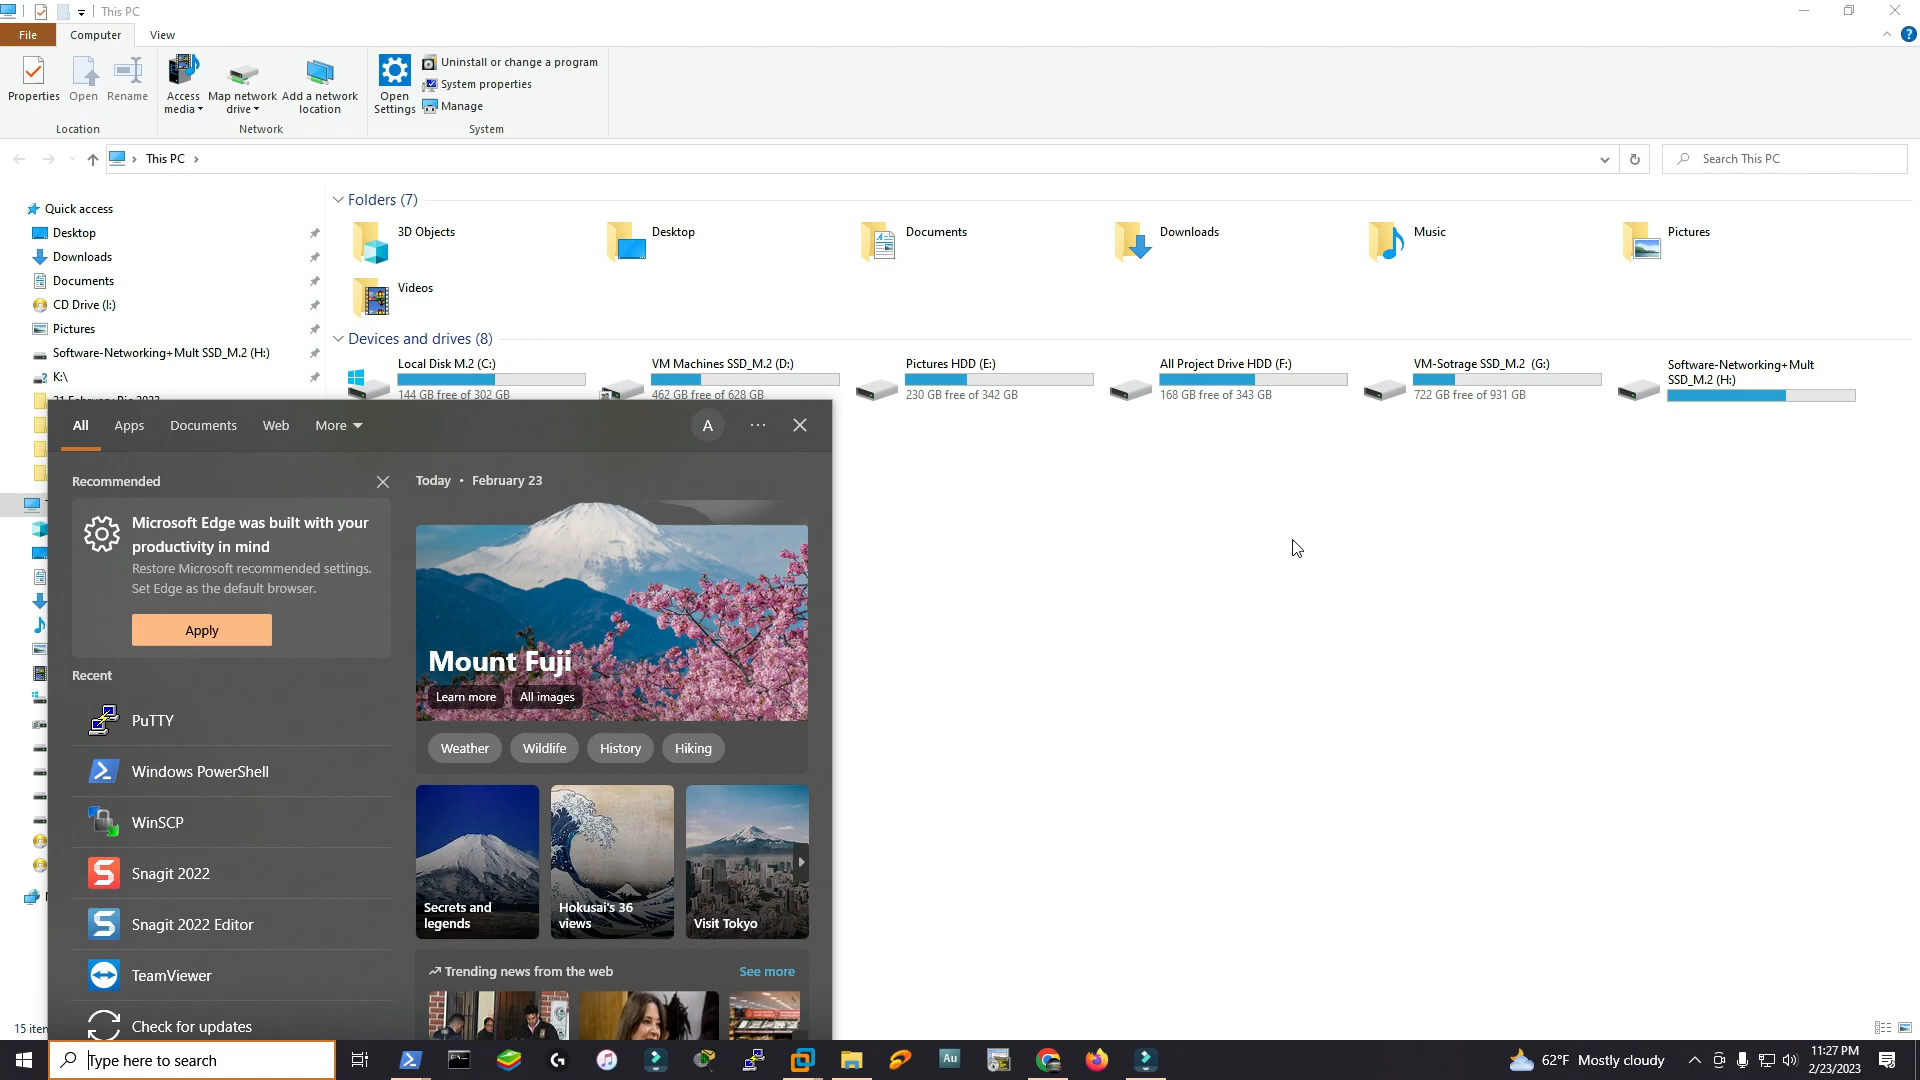 This PC
File
Computer
View
?
Properties
Open
Rename
Access
media
Map network
drive
Add a network
location
Open
Settings
Uninstall or change a program
System properties
Manage
Location
Network
System
This PC
Search This PC
Quick access
Desktop
Downloads
Documents
CD Drive (I:)
Pictures
Software-Networking+Mult SSD_M.2 (H:)
K:\
Folders (7)
3D Objects
Desktop
Documents
Downloads
Music
Pictures
Videos
Devices and drives (8)
Local Disk M.2 (C:)
144 GB free of 302 GB
VM Machines SSD_M.2 (D:)
462 GB free of 628 GB
Pictures HDD (E:)
230 GB free of 342 GB
All Project Drive HDD (F:)
168 GB free of 343 GB
VM-Sotrage SSD_M.2 (G:)
722 GB free of 931 GB
Software-Networking+Mult
SSD_M.2 (H:)
All
Apps
Documents
Web
More
A
Recommended
Microsoft Edge was built with your
productivity in mind
Restore Microsoft recommended settings.
Set Edge as the default browser.
Apply
Recent
PuTTY
Windows PowerShell
WinSCP
Snagit 2022
Snagit 2022 Editor
TeamViewer
Check for updates
Today • February 23
Mount Fuji
Learn more
All images
Weather
Wildlife
History
Hiking
Secrets and
legends
Hokusai's 36
views
Visit Tokyo
Trending news from the web
See more
15
Type here to search
Au
62°F Mostly cloudy
11:27 PM
2/23/2023